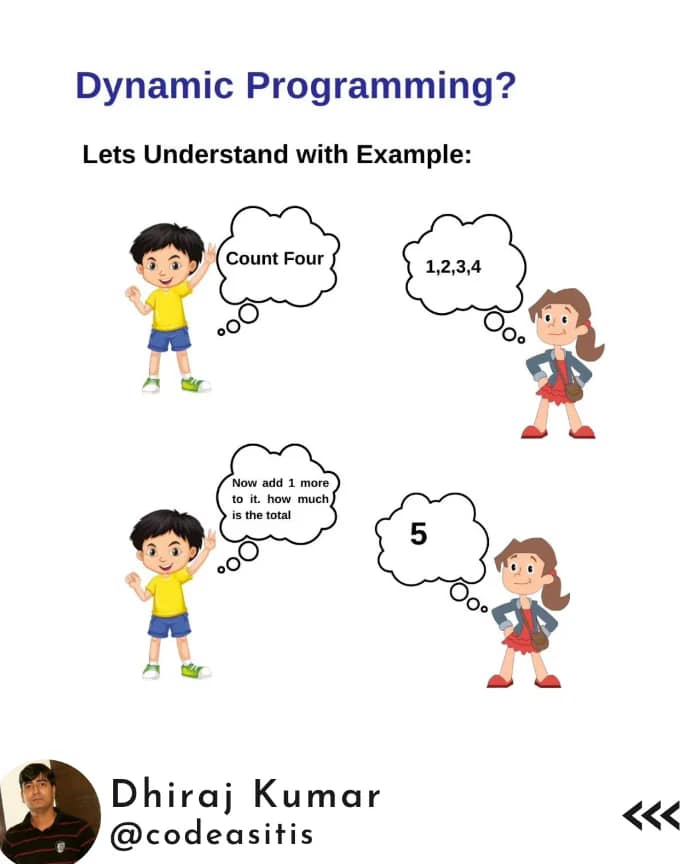 Dynamic Programming?
Lets Understand with Example:
Count Four
1,2,3,4
Now add 1 more
to it. how much
is the total
5
Dhiraj Kumar
@codeasitis